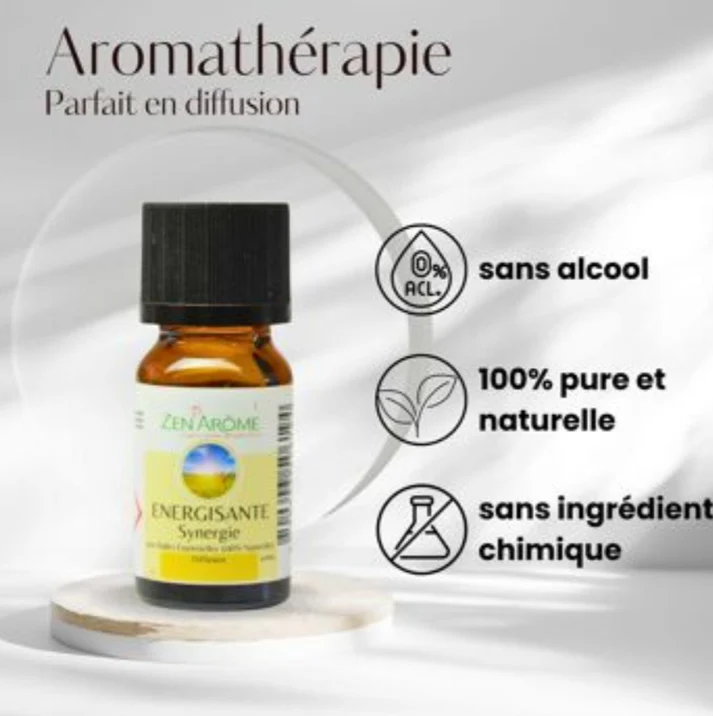 Aromathérapie
Parfait en diffusion
0%
ACL.
sans alcool
100% pure et
naturelle
sans ingrédient
chimique
ZEN'ARÔME
ENERGISANTE
Synergie
Diffusion